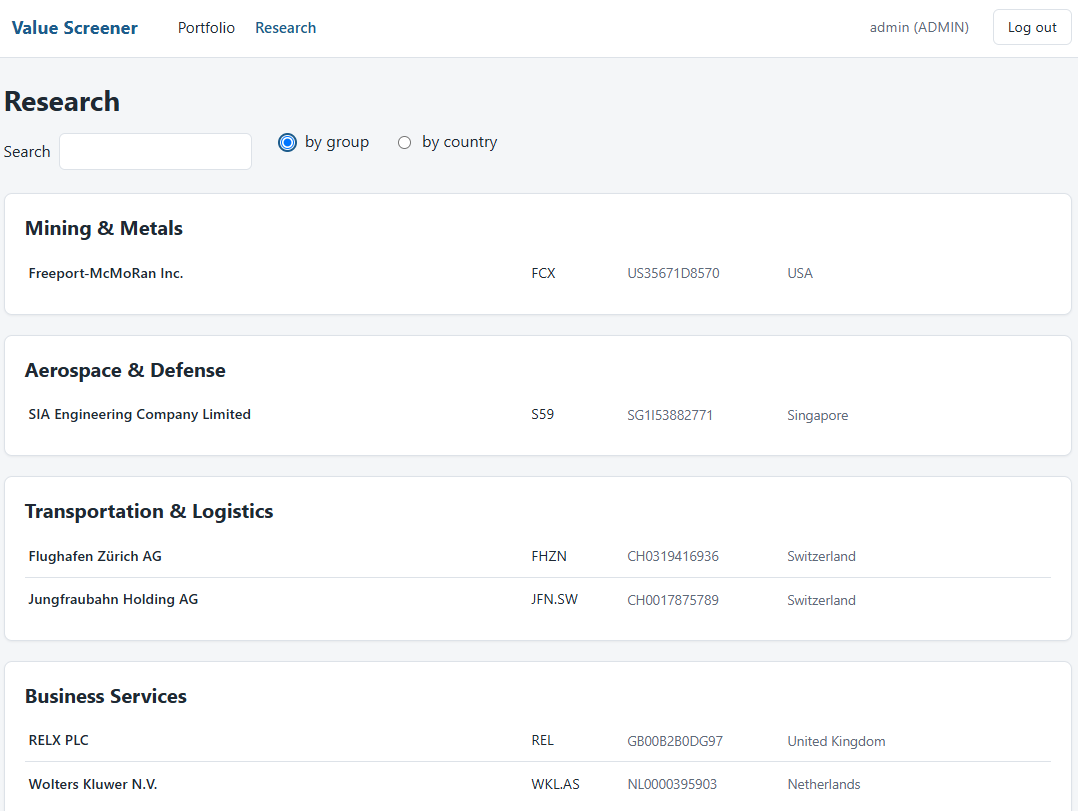 Value Screener Portfolio Research admin (ADMIN) Log out
Research
Search by group by country
Mining & Metals
Freeport-McMoRan Inc. FCX US35671D8570 USA
Aerospace & Defense
SIA Engineering Company Limited S59 SG1I53882771 Singapore
Transportation & Logistics
Flughafen Zürich AG FHZN CH0319416936 Switzerland
Jungfraubahn Holding AG JFN.SW CH0017875789 Switzerland
Business Services
RELX PLC REL GB00B2B0DG97 United Kingdom
Wolters Kluwer N.V. WKL.AS NL0000395903 Netherlands